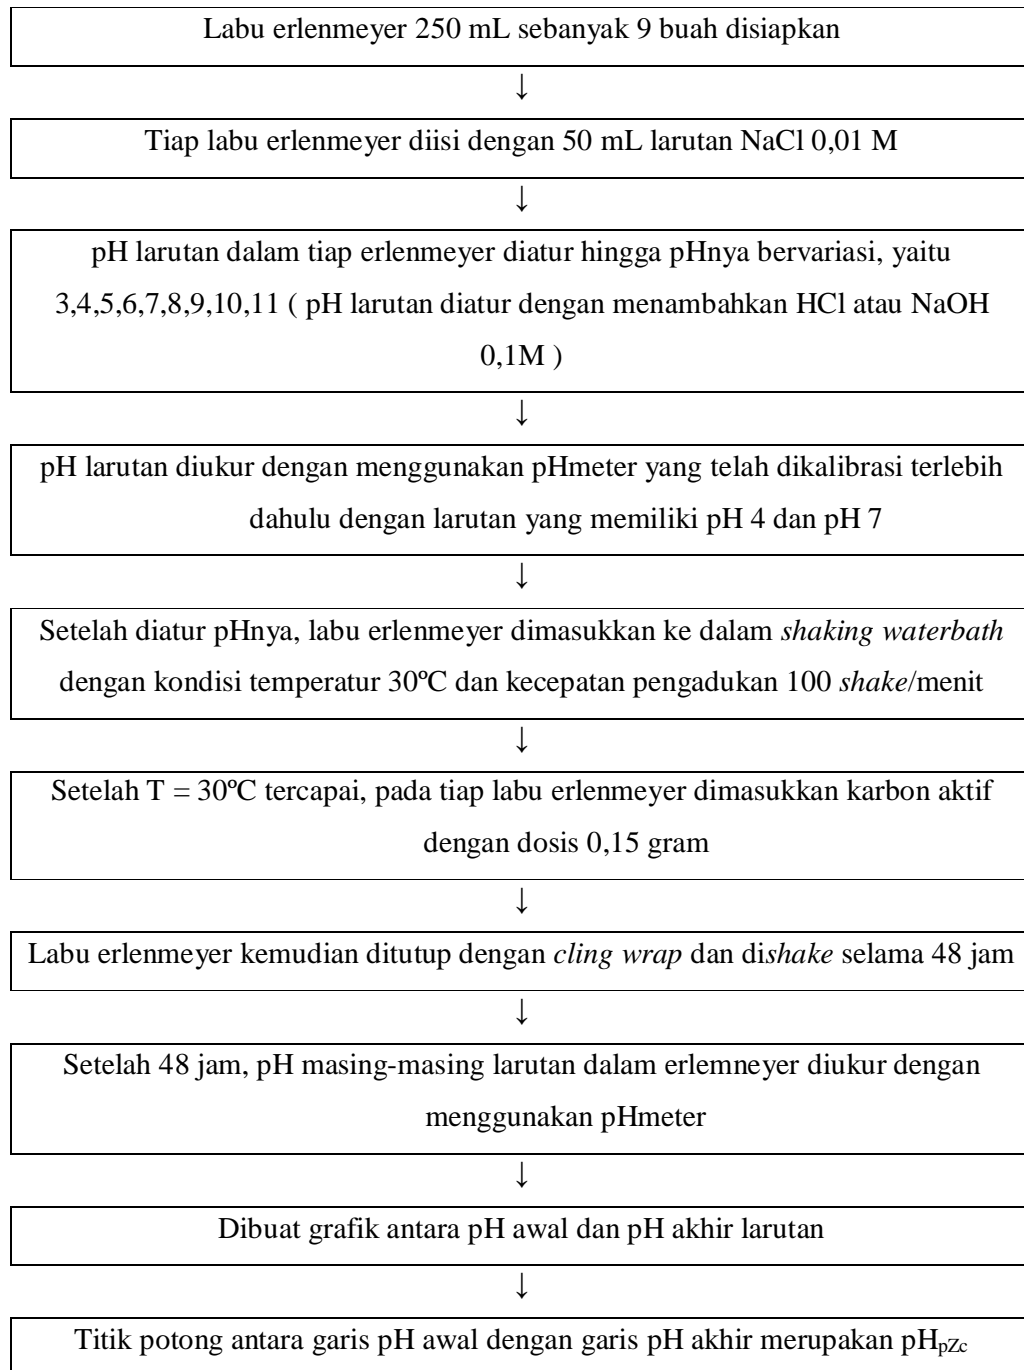 Labu erlenmeyer 250 mL sebanyak 9 buah disiapkan
↓
Tiap labu erlenmeyer diisi dengan 50 mL larutan NaCl 0,01 M
↓
pH larutan dalam tiap erlenmeyer diatur hingga pHnya bervariasi, yaitu
3,4,5,6,7,8,9,10,11 ( pH larutan diatur dengan menambahkan HCl atau NaOH
0,1M )
↓
pH larutan diukur dengan menggunakan pHmeter yang telah dikalibrasi terlebih
dahulu dengan larutan yang memiliki pH 4 dan pH 7
↓
Setelah diatur pHnya, labu erlenmeyer dimasukkan ke dalam shaking waterbath
dengan kondisi temperatur 30ºC dan kecepatan pengadukan 100 shake/menit
↓
Setelah T = 30ºC tercapai, pada tiap labu erlenmeyer dimasukkan karbon aktif
dengan dosis 0,15 gram
↓
Labu erlenmeyer kemudian ditutup dengan cling wrap dan dishake selama 48 jam
↓
Setelah 48 jam, pH masing-masing larutan dalam erlemneyer diukur dengan
menggunakan pHmeter
↓
Dibuat grafik antara pH awal dan pH akhir larutan
↓
Titik potong antara garis pH awal dengan garis pH akhir merupakan pHpZc